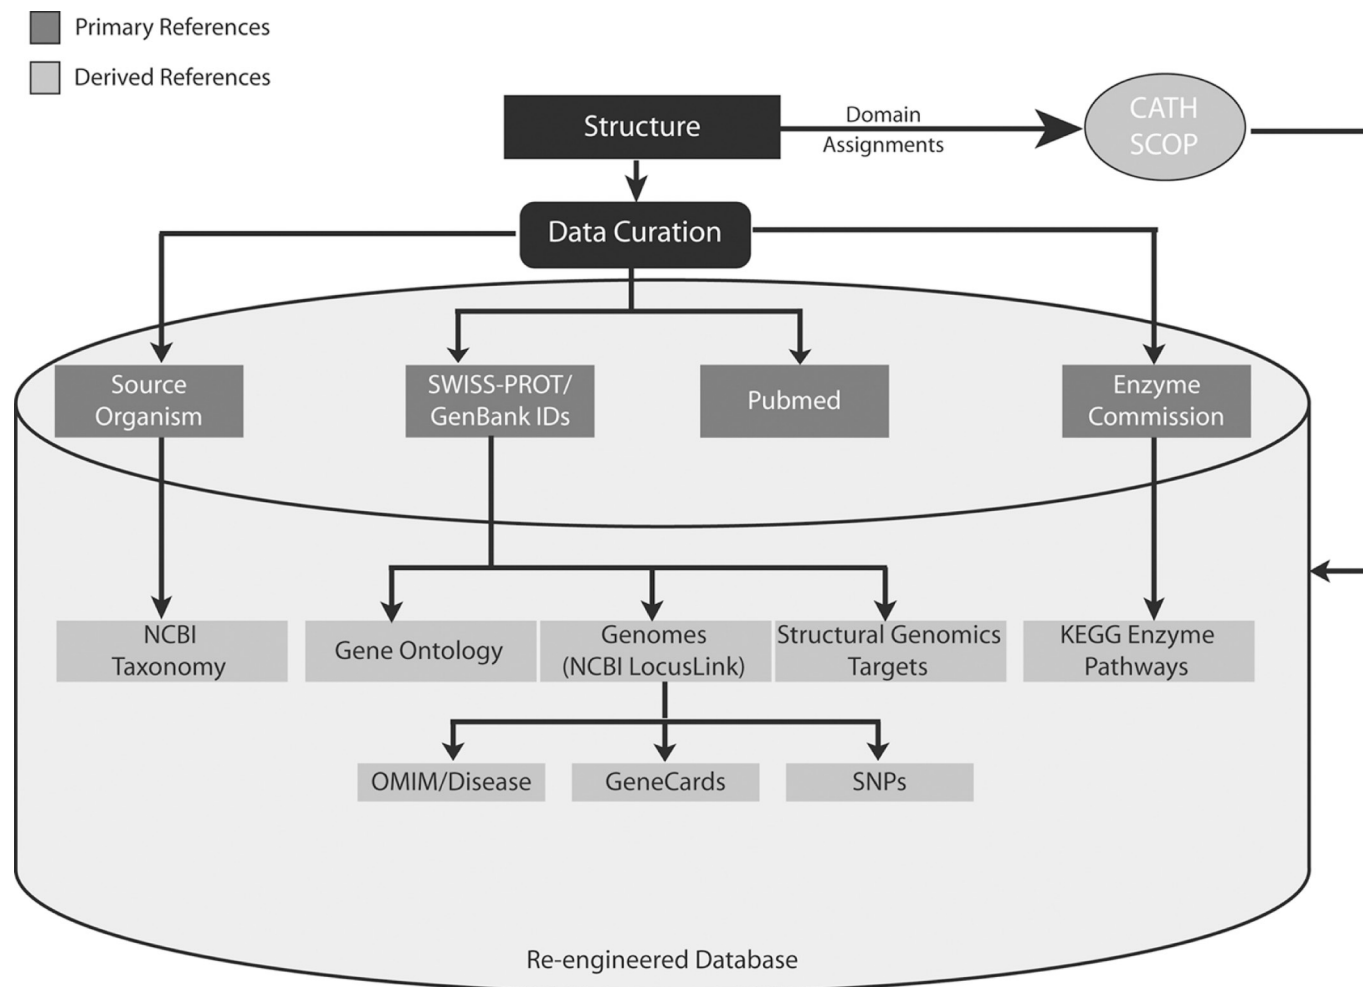 Primary References
Derived References
Structure
Domain
Assignments
CATH
SCOP
Data Curation
Source
Organism
SWISS-PROT/
GenBank IDs
Pubmed
Enzyme
Commission
NCBI
Taxonomy
Gene Ontology
Genomes
(NCBI LocusLink)
Structural Genomics
Targets
KEGG Enzyme
Pathways
OMIM/Disease
GeneCards
SNPs
Re-engineered Database